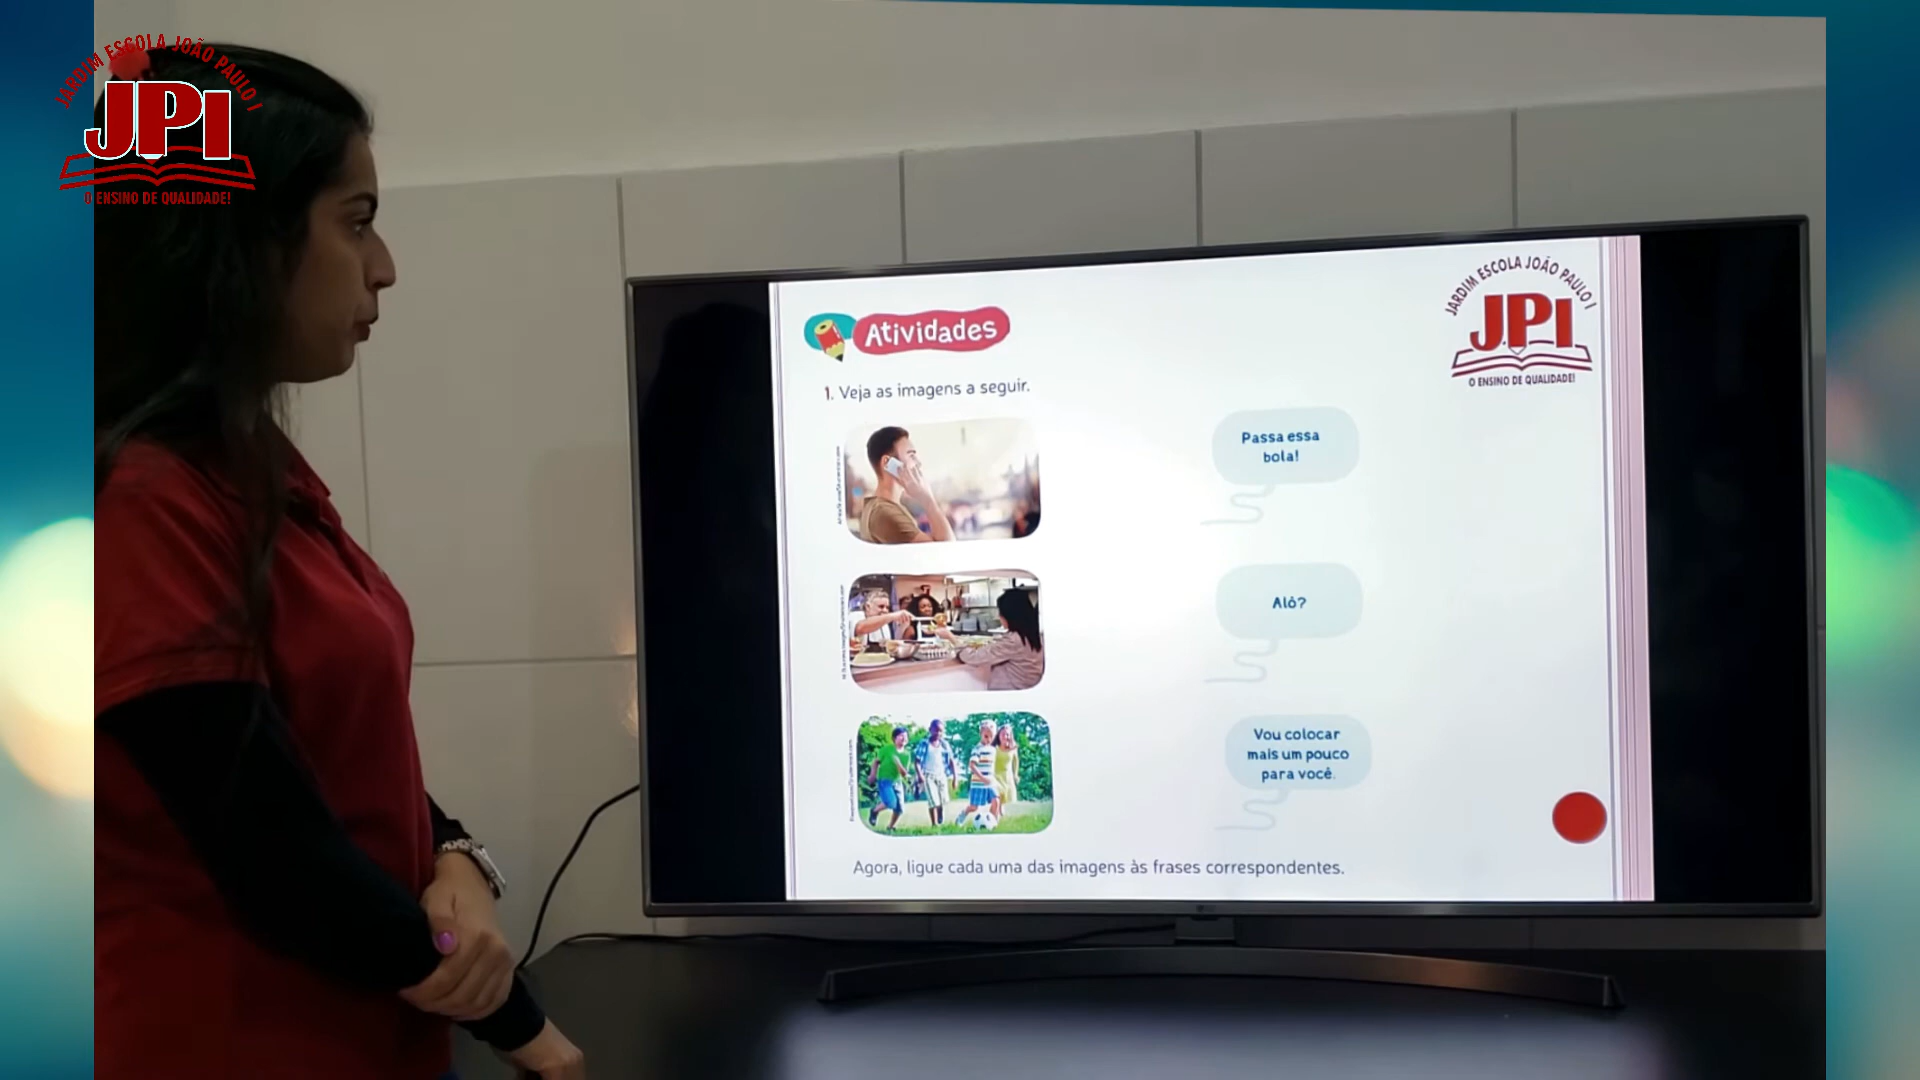 JARDIM ESCOLA JOÃO PAULO I
JPI
O ENSINO DE QUALIDADE!
JARDIM ESCOLA JOÃO PAULO I
JPI
O ENSINO DE QUALIDADE!
Atividades
1. Veja as imagens a seguir.
Passa essa
bola!
Alô?
Vou colocar
mais um pouco
para você.
Agora, ligue cada uma das imagens às frases correspondentes.